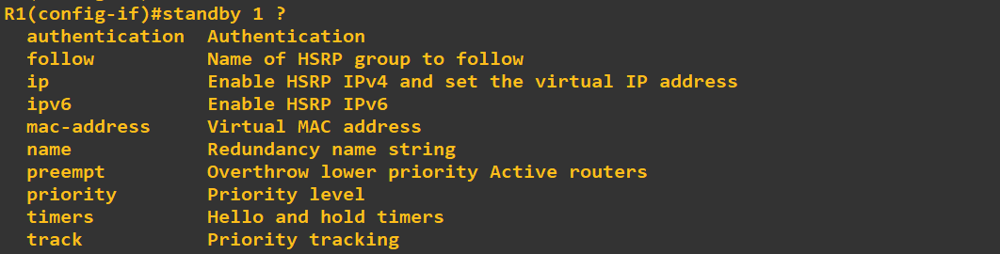 R1(config-if)#standby 1 ?
authentication Authentication
follow Name of HSRP group to follow
ip Enable HSRP IPv4 and set the virtual IP address
ipv6 Enable HSRP IPv6
mac-address Virtual MAC address
name Redundancy name string
preempt Overthrow lower priority Active routers
priority Priority level
timers Hello and hold timers
track Priority tracking